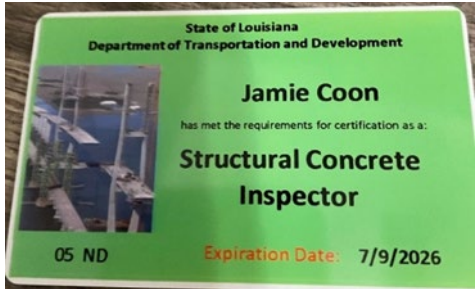 State of Louisiana
Department of Transportation and Development
Jamie Coon
has met the requirements for certification as a:
Structural Concrete
Inspector
05 ND
Expiration Date: 7/9/2026